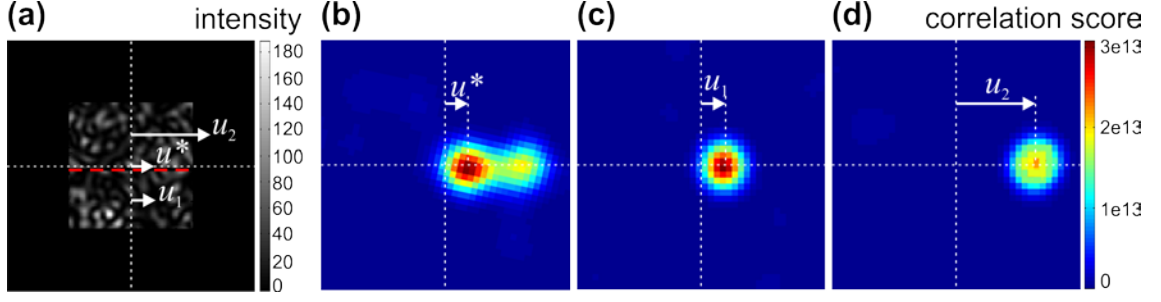 (a) intensity (b) (c) (d) correlation score
180
160
140
120
100
80
60
40
20
0
u₂
u*
u₁
u*
u₁
u₂
3e13
2e13
1e13
0